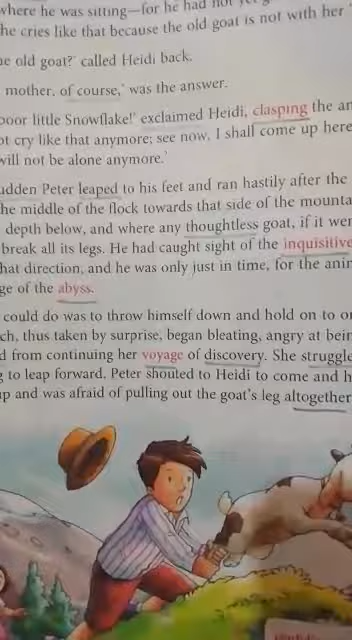 where he was sitting—for he had not
he cries like that because the old goat is not with her
old goat?' called Heidi back.
mother, of course,' was the answer.
poor little Snowflake!' exclaimed Heidi, clasping the an
ot cry like that anymore; see now, I shall come up here
will not be alone anymore.'
udden Peter leaped to his feet and ran hastily after the
he middle of the flock towards that side of the mounta
depth below, and where any thoughtless goat, if it wer
break all its legs. He had caught sight of the inquisitive
hat direction, and he was only just in time, for the anim
ge of the abyss.
could do was to throw himself down and hold on to on
ch, thus taken by surprise, began bleating, angry at bein
d from continuing her voyage of discovery. She struggle
g to leap forward. Peter shouted to Heidi to come and h
up and was afraid of pulling out the goat's leg altogether